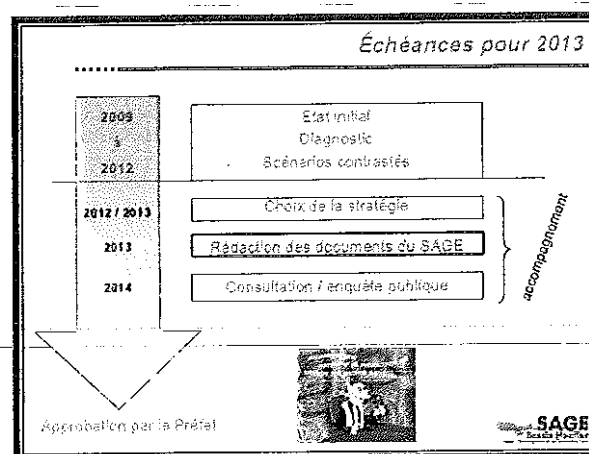 Échéances pour 2013
2009
à
2012
Etat initial
Diagnostic
Scénarios contrastés
2012 / 2013
Choix de la stratégie
2013
Rédaction des documents du SAGE
2014
Consultation / enquête publique
accompagnement
Approbation par le Préfet
SAGE